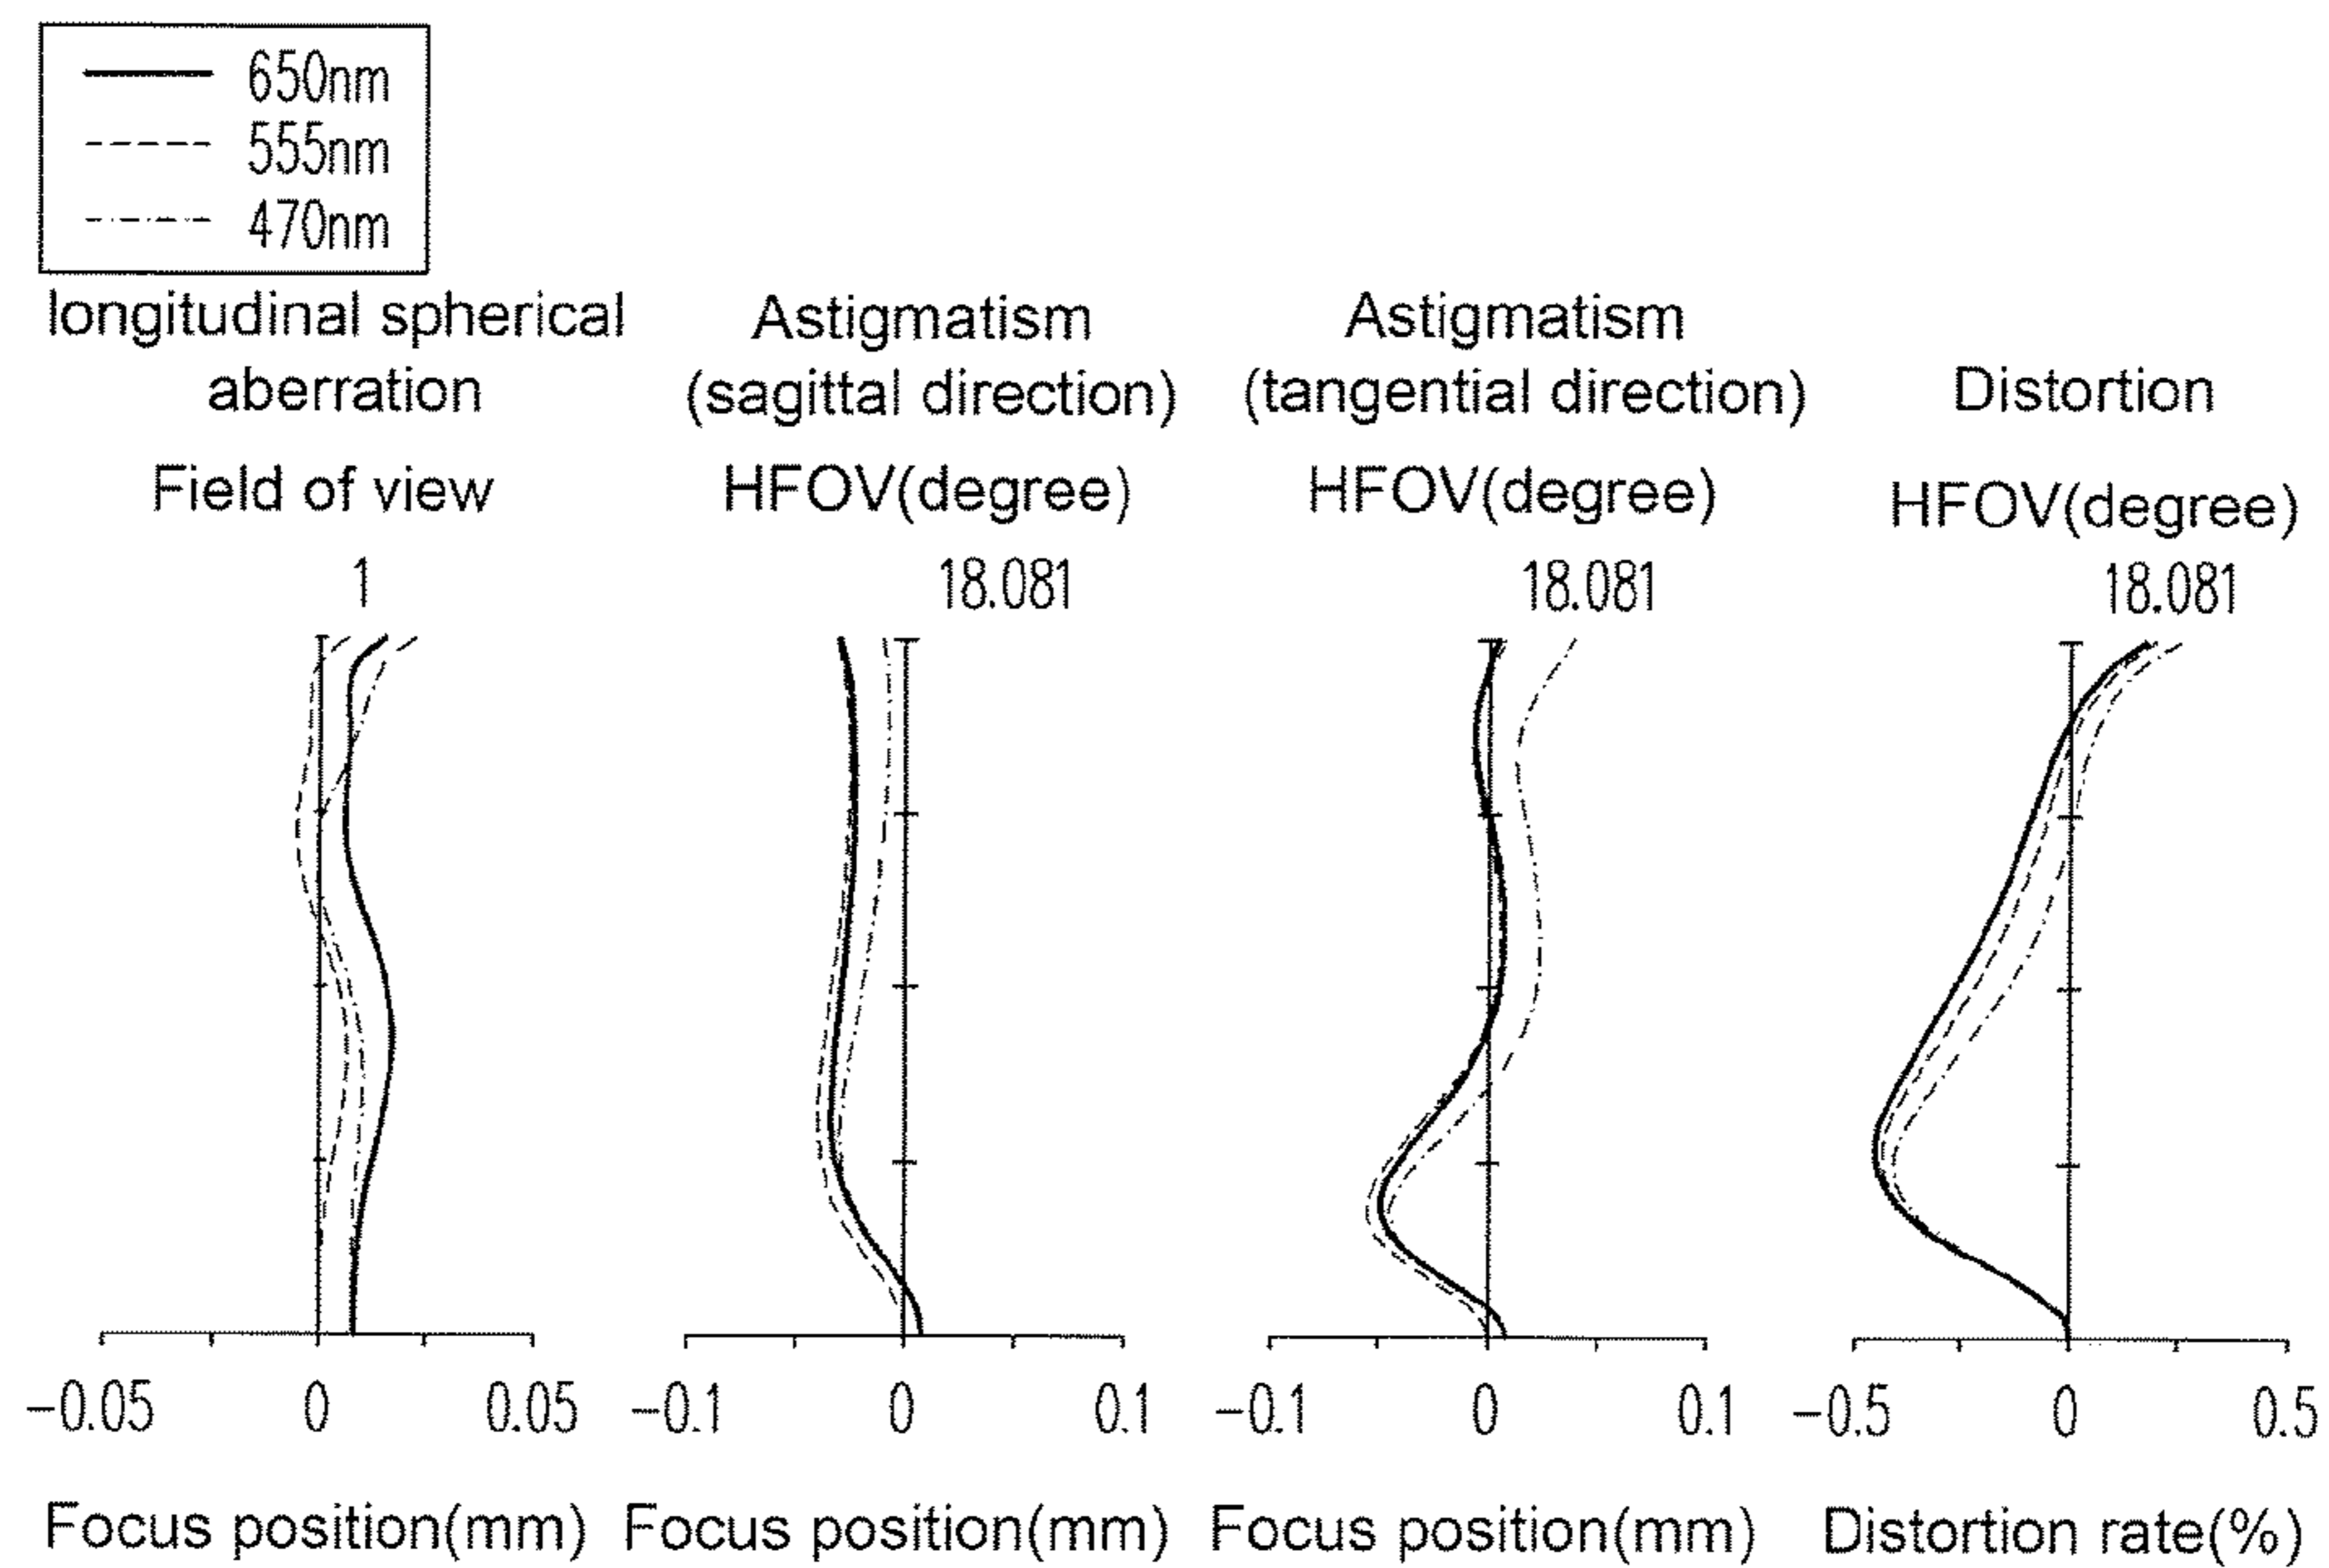 650nm
555nm
470nm
longitudinal spherical
aberration
Field of view
1
−0.05 0 0.05
Focus position(mm)
Astigmatism
(sagittal direction)
HFOV(degree)
18.081
−0.1 0 0.1
Focus position(mm)
Astigmatism
(tangential direction)
HFOV(degree)
18.081
−0.1 0 0.1
Focus position(mm)
Distortion
HFOV(degree)
18.081
−0.5 0 0.5
Distortion rate(%)